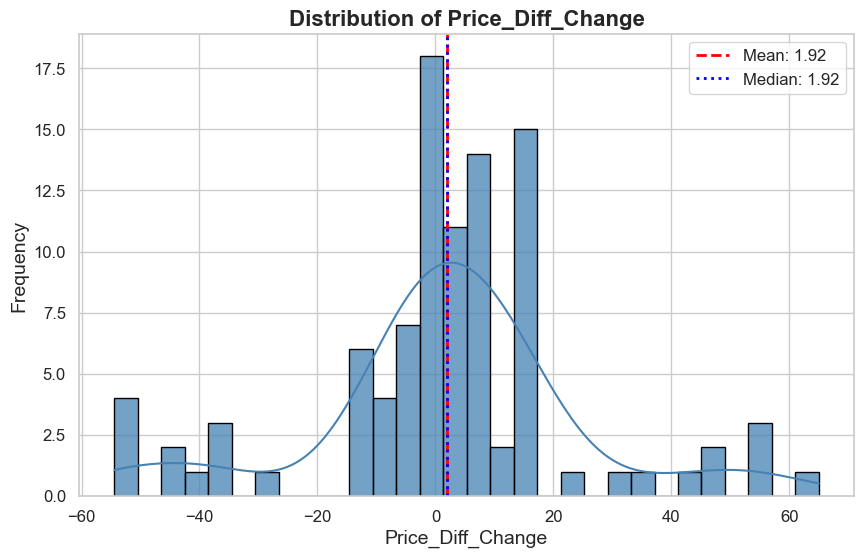 Distribution of Price_Diff_Change
Mean: 1.92
Median: 1.92
Frequency
17.5
15.0
12.5
10.0
7.5
5.0
2.5
0.0
−60 −40 −20 0 20 40 60
Price_Diff_Change